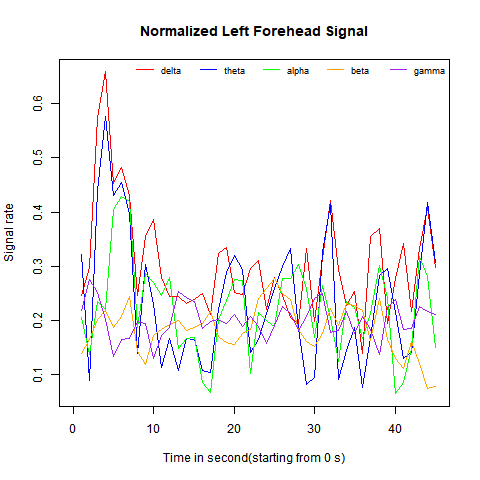 Normalized Left Forehead Signal
delta theta alpha beta gamma
Signal rate
0.6
0.5
0.4
0.3
0.2
0.1
0 10 20 30 40
Time in second(starting from 0 s)